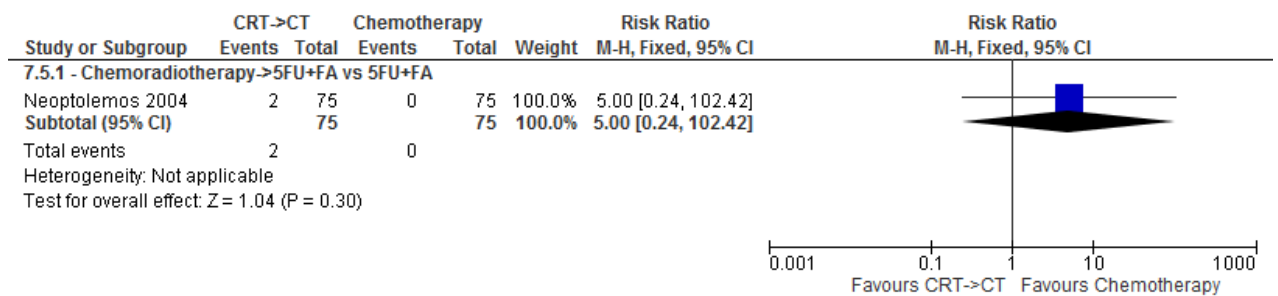 CRT->CT Chemotherapy Risk Ratio Risk Ratio
Study or Subgroup Events Total Events Total Weight M-H, Fixed, 95% CI M-H, Fixed, 95% CI
7.5.1 - Chemoradiotherapy->5FU+FA vs 5FU+FA
Neoptolemos 2004 2 75 0 75 100.0% 5.00 [0.24, 102.42]
Subtotal (95% CI) 75 75 100.0% 5.00 [0.24, 102.42]
Total events 2 0
Heterogeneity: Not applicable
Test for overall effect: Z = 1.04 (P = 0.30)
0.001 0.1 1 10 1000
Favours CRT->CT Favours Chemotherapy